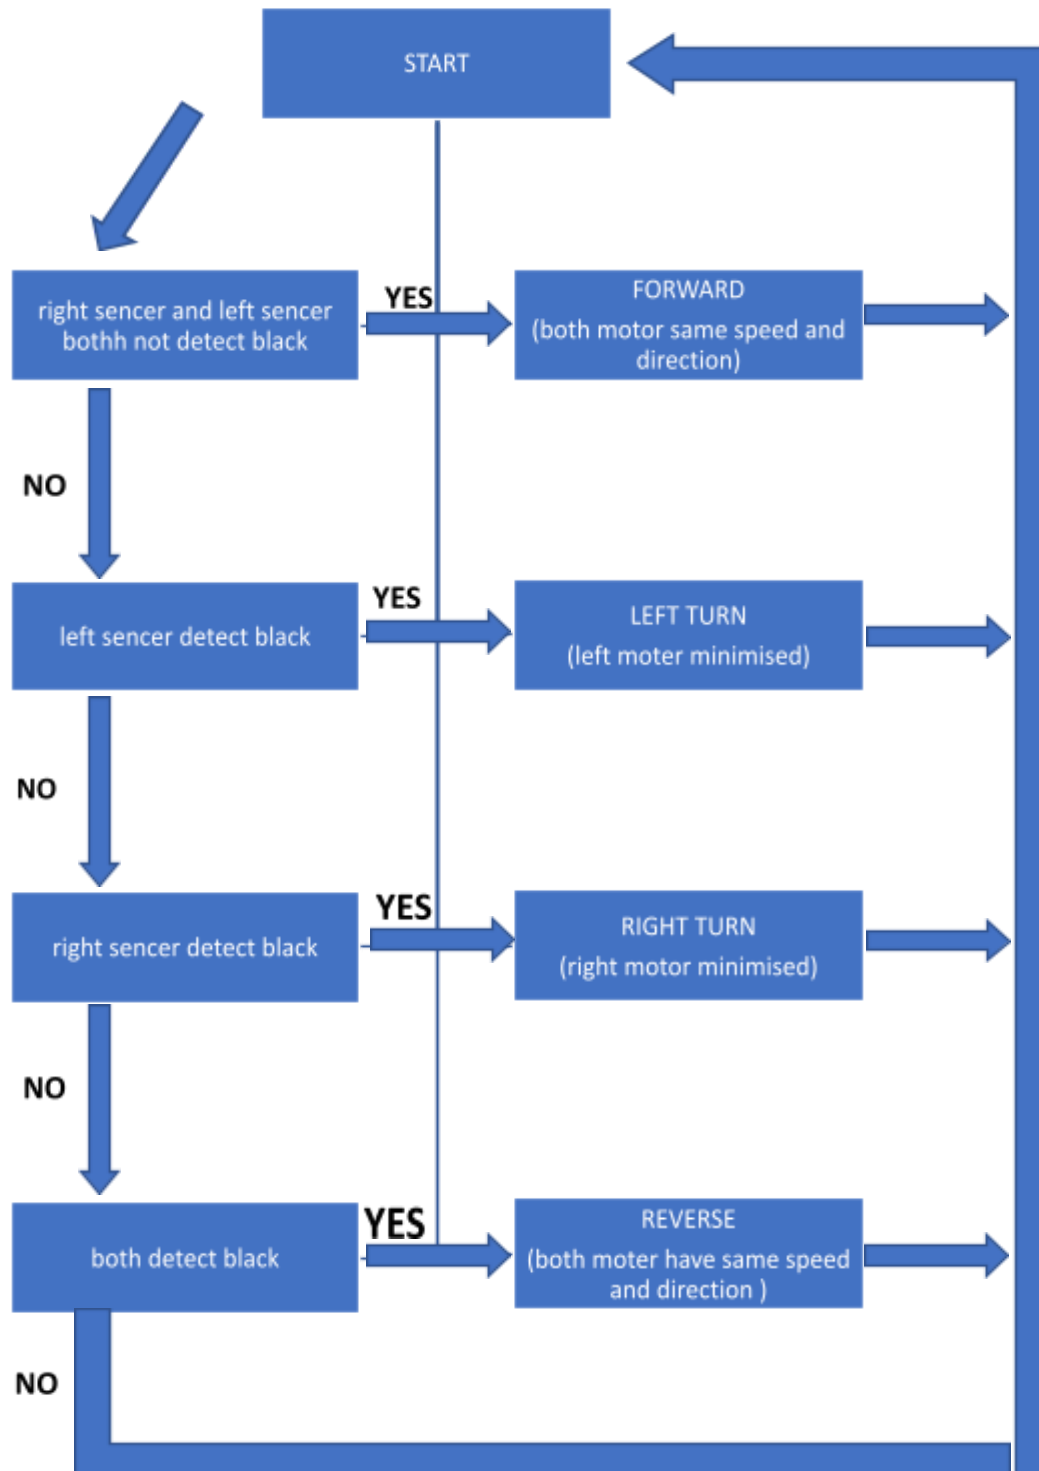 START
right sencer and left sencer
bothh not detect black
YES
FORWARD
(both motor same speed and
direction)
NO
left sencer detect black
YES
LEFT TURN
(left moter minimised)
NO
right sencer detect black
YES
RIGHT TURN
(right motor minimised)
NO
both detect black
YES
REVERSE
(both moter have same speed
and direction )
NO